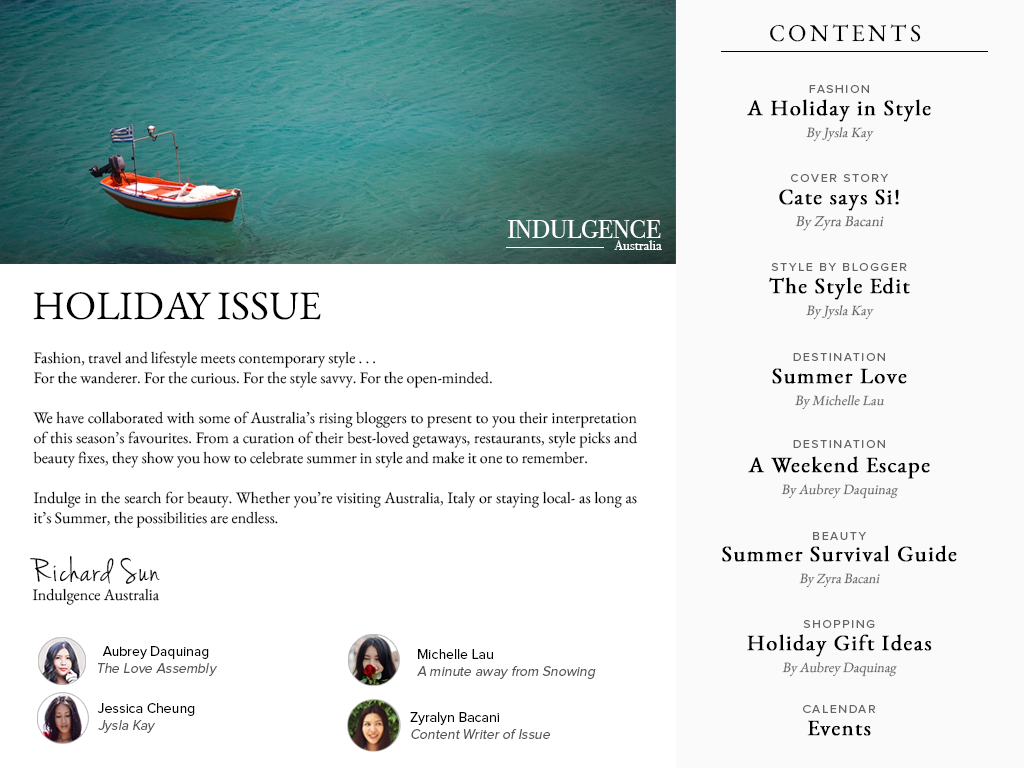 INDULGENCE
Australia
HOLIDAY ISSUE
Fashion, travel and lifestyle meets contemporary style . . .
For the wanderer. For the curious. For the style savvy. For the open-minded.
We have collaborated with some of Australia’s rising bloggers to present to you their interpretation
of this season’s favourites. From a curation of their best-loved getaways, restaurants, style picks and
beauty fixes, they show you how to celebrate summer in style and make it one to remember.
Indulge in the search for beauty. Whether you’re visiting Australia, Italy or staying local- as long as
it’s Summer, the possibilities are endless.
Richard Sun
Indulgence Australia
Aubrey Daquinag
The Love Assembly
Michelle Lau
A minute away from Snowing
Jessica Cheung
Jysla Kay
Zyralyn Bacani
Content Writer of Issue
CONTENTS
FASHION
A Holiday in Style
By Jysla Kay
COVER STORY
Cate says Si!
By Zyra Bacani
STYLE BY BLOGGER
The Style Edit
By Jysla Kay
DESTINATION
Summer Love
By Michelle Lau
DESTINATION
A Weekend Escape
By Aubrey Daquinag
BEAUTY
Summer Survival Guide
By Zyra Bacani
SHOPPING
Holiday Gift Ideas
By Aubrey Daquinag
CALENDAR
Events